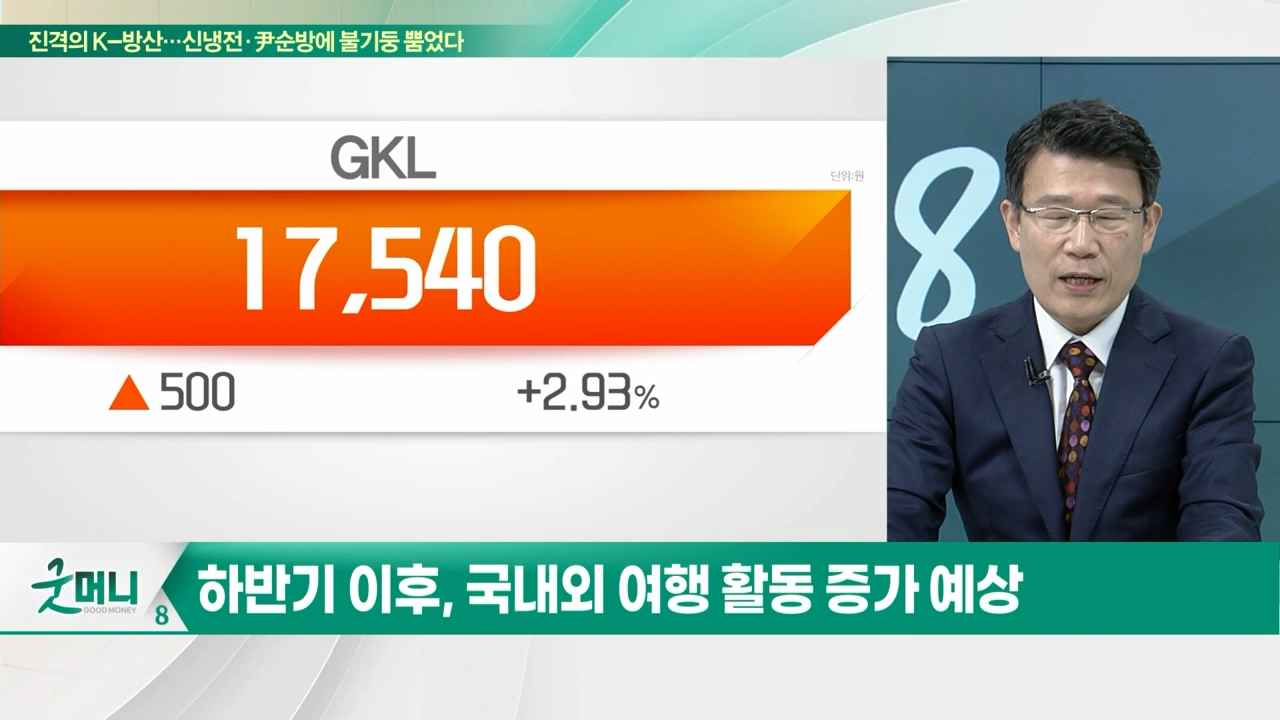 진격의 K-방산…신냉전·尹순방에 불기둥 뿜었다
GKL
단위:원
17,540
▲ 500 +2.93%
8
굿머니
GOOD MONEY
8
하반기 이후, 국내외 여행 활동 증가 예상